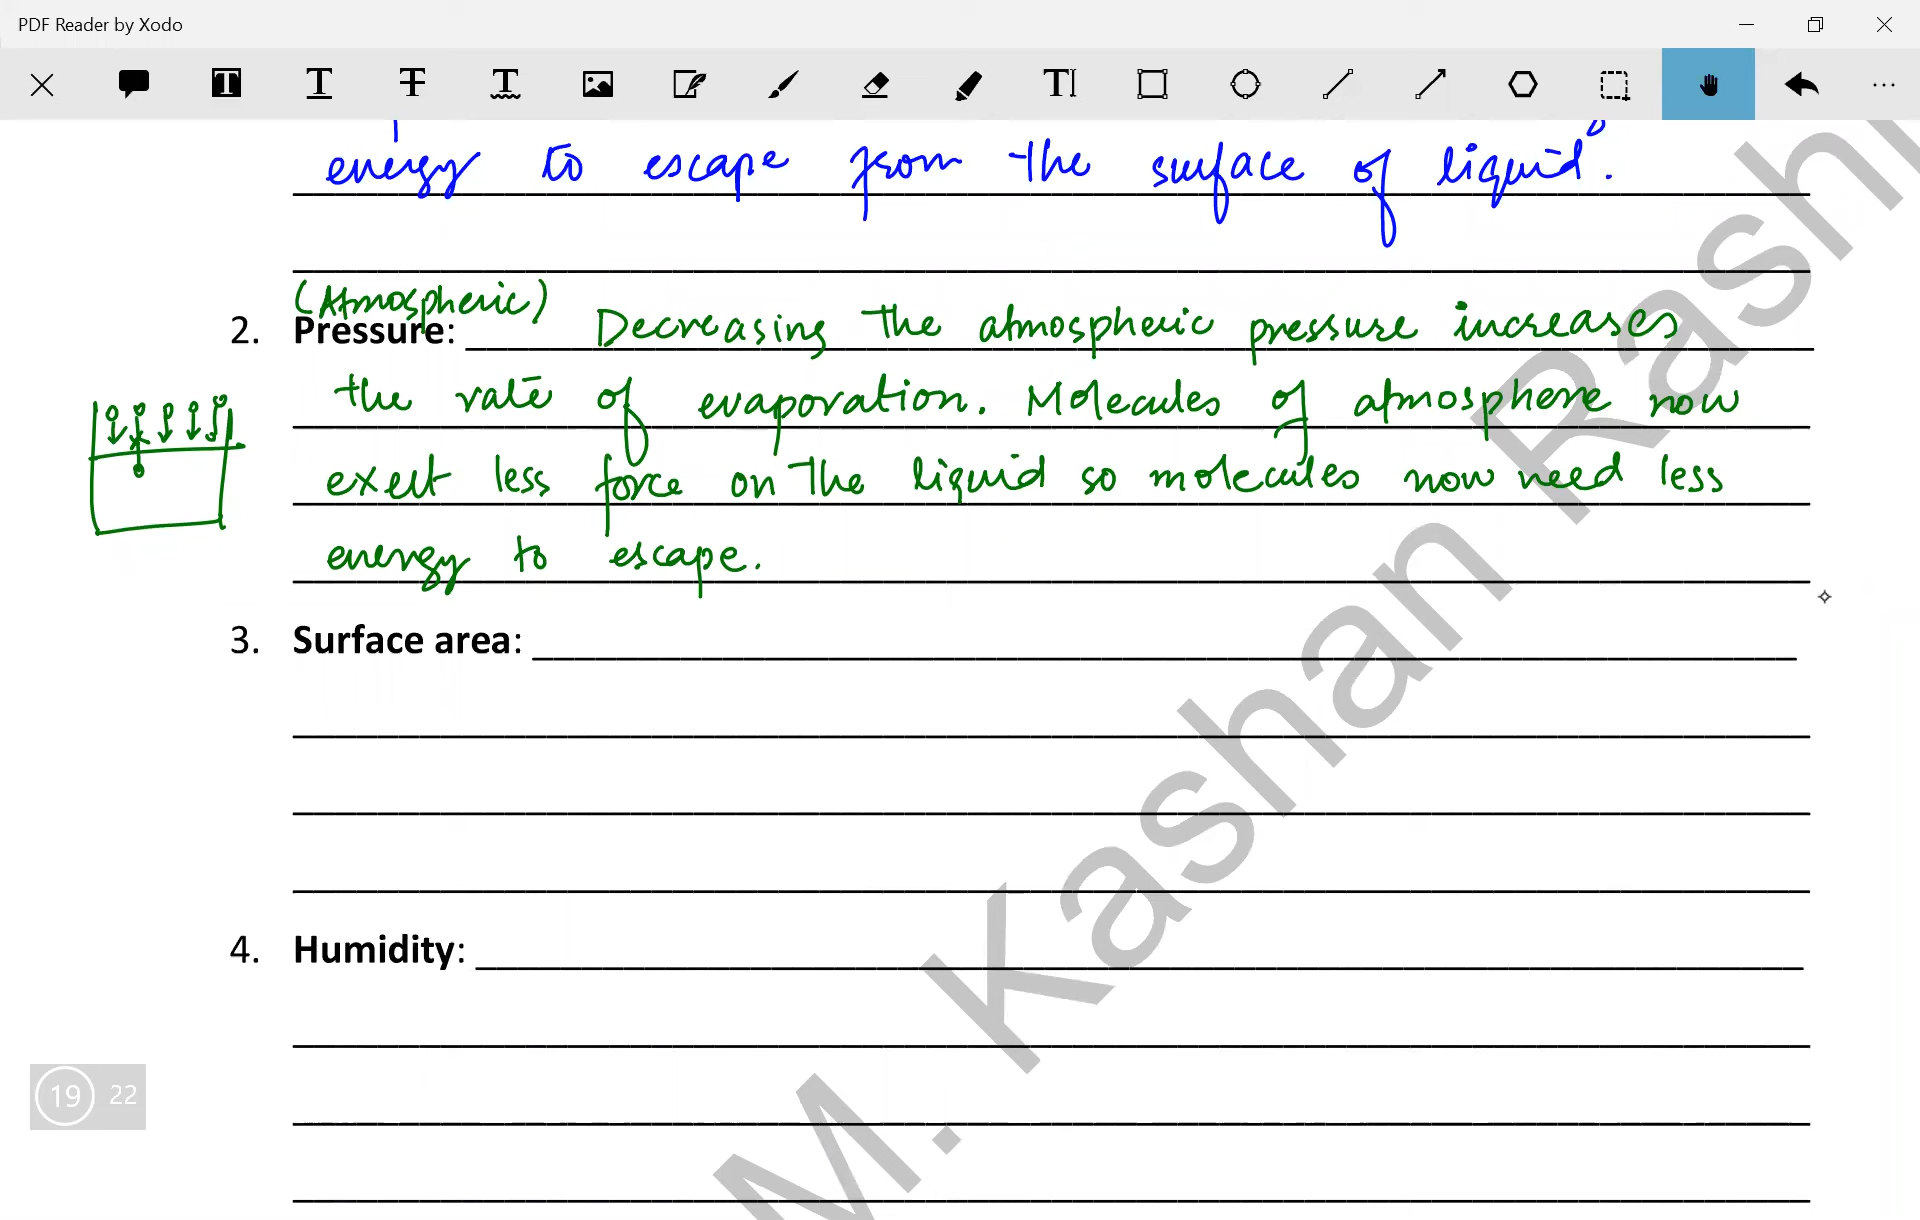 PDF Reader by Xodo
energy to escape from the surface of liquid.
(Atmospheric)
2. Pressure: Decreasing the atmospheric pressure increases
the rate of evaporation. Molecules of atmosphere now
exert less force on the liquid so molecules now need less
energy to escape.
3. Surface area:
4. Humidity:
19 22
M. Kashan Rashi